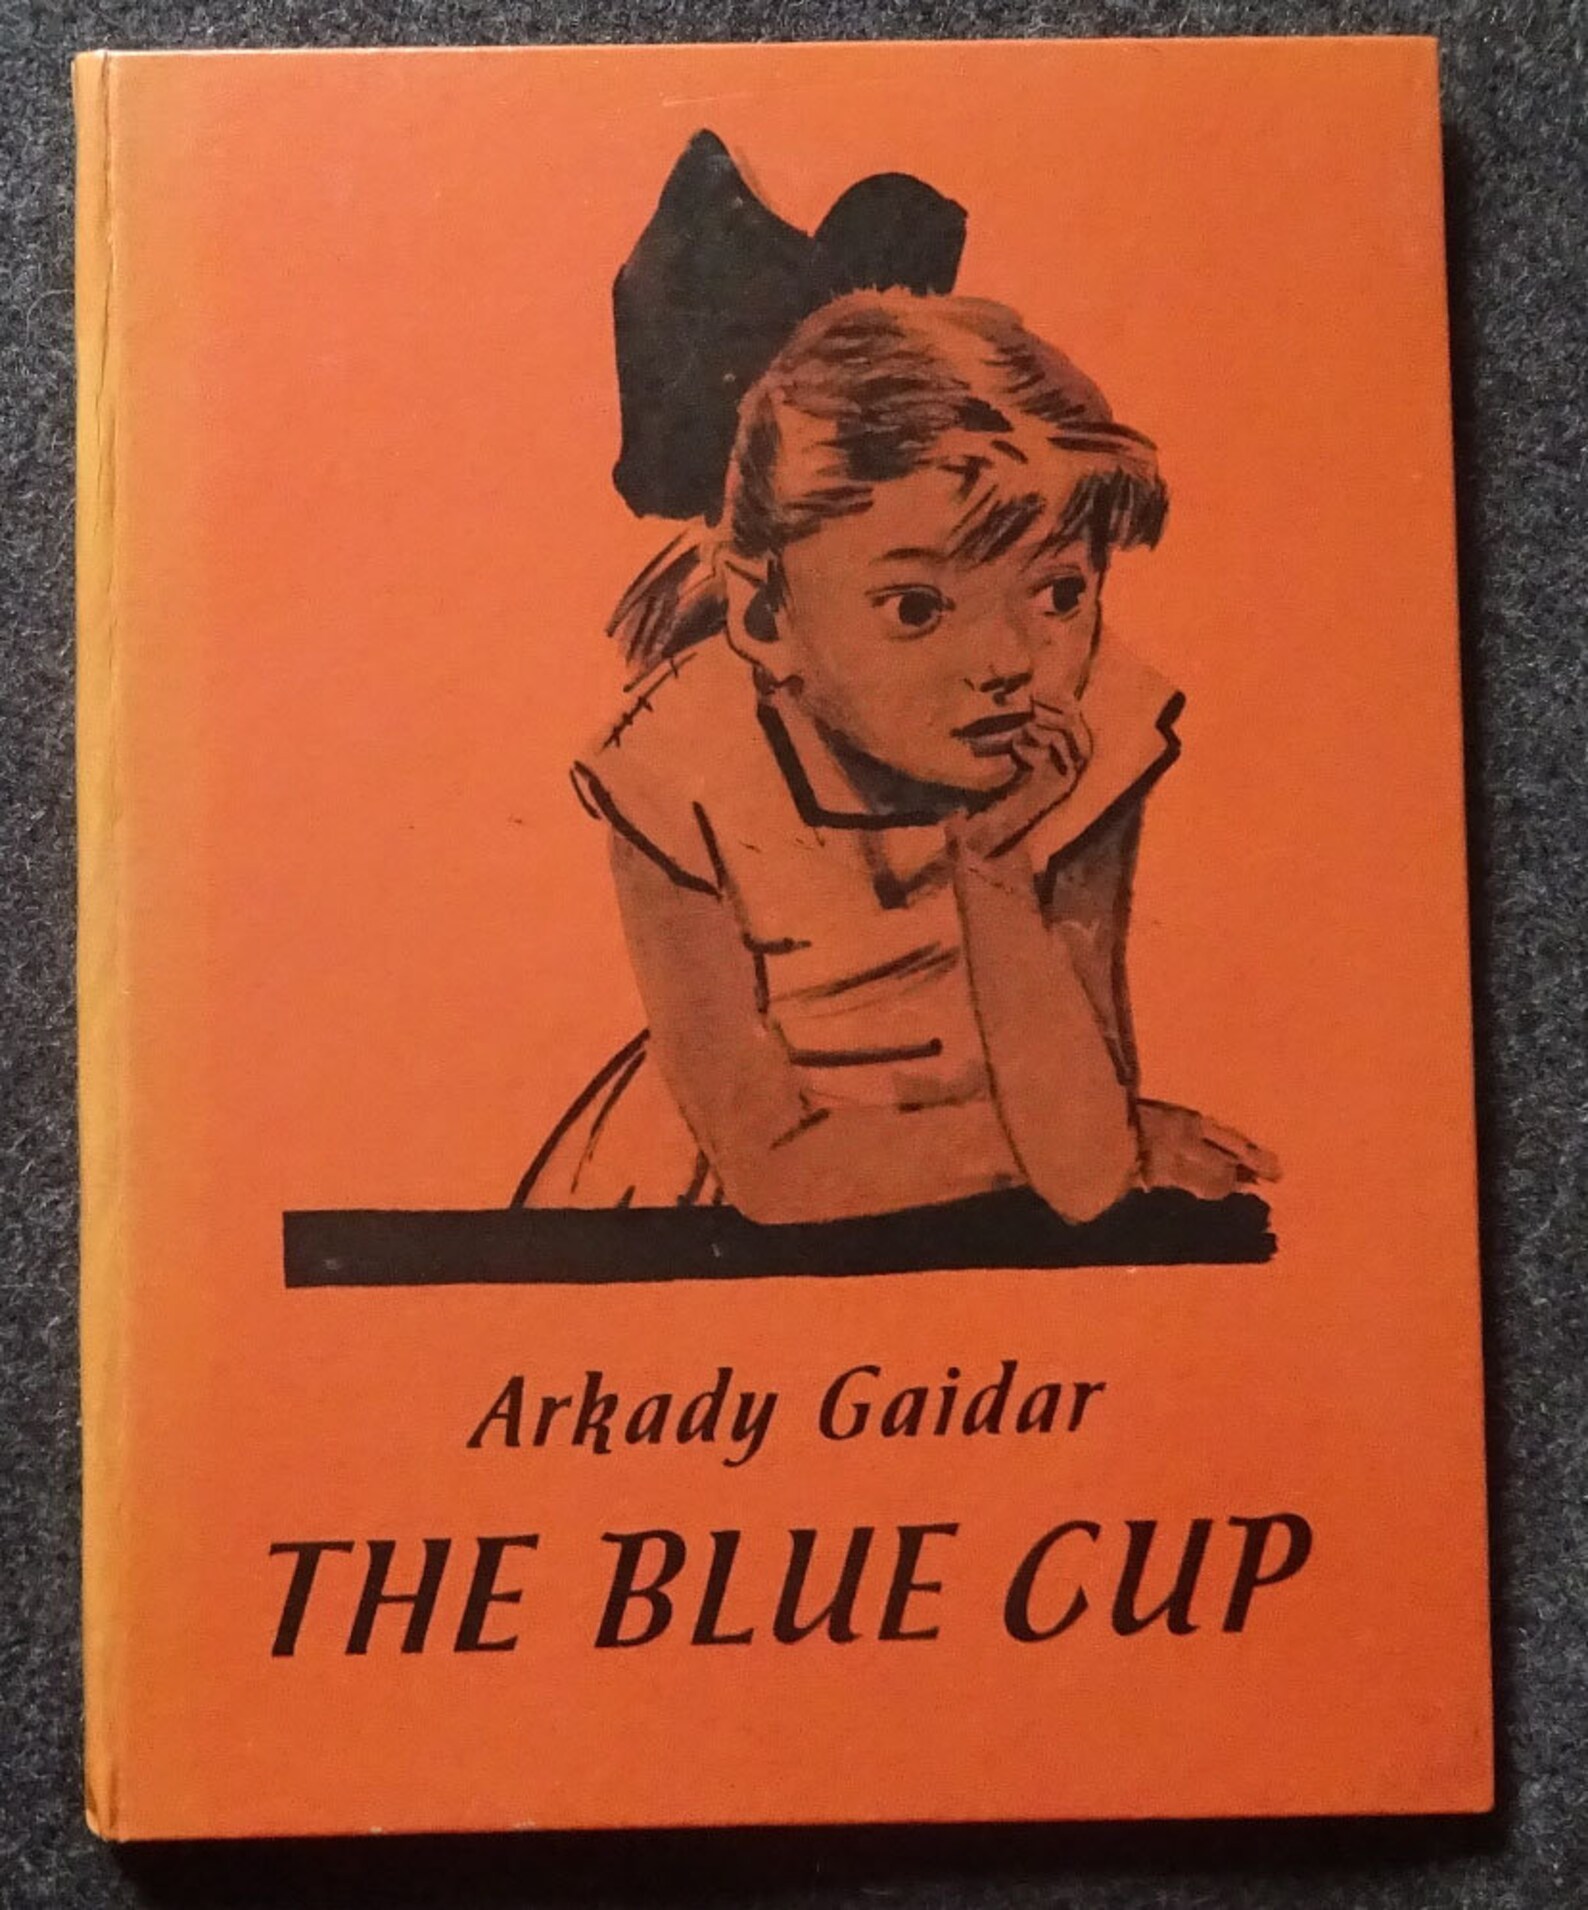 Arkady Gaidar
THE BLUE CUP